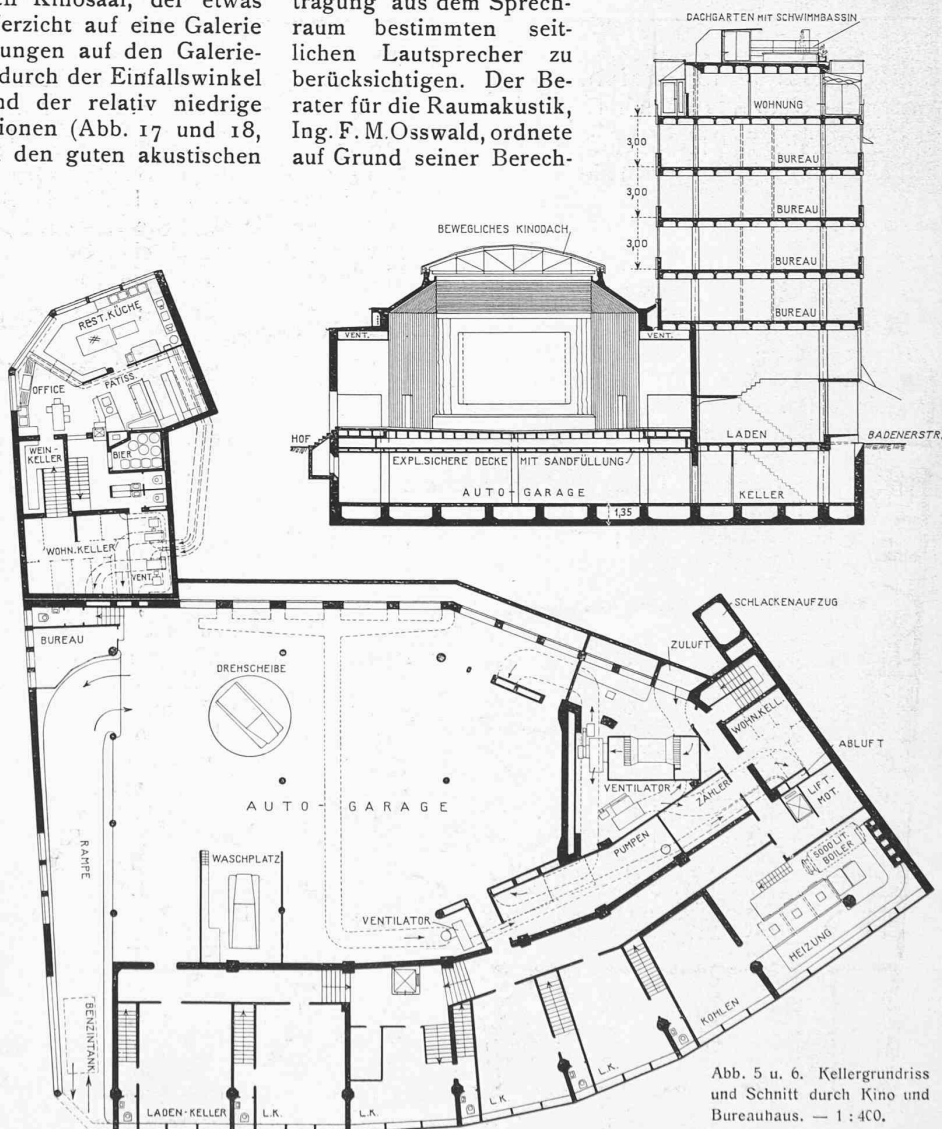 en Kinosaal, der etwas
erzicht auf eine Galerie
ungen auf den Galerie-
durch der Einfallswinkel
nd der relativ niedrige
ionen (Abb. 17 und 18,
den guten akustischen
tragung aus dem Sprech-
raum bestimmten seit-
lichen Lautsprecher zu
berücksichtigen. Der Be-
rater für die Raumakustik,
Ing. F. M. Osswald, ordnete
auf Grund seiner Berech-
DACHGARTEN MIT SCHWIMMBASSIN
WOHNUNG
3,00
BUREAU
3,00
BUREAU
3,00
BUREAU
BUREAU
BEWEGLICHES KINODACH
VENT.
VENT.
HOF
LADEN
BADENERSTR.
EXPL. SICHERE DECKE MIT SANDFÜLLUNG
AUTO-GARAGE
KELLER
1,35
REST. KÜCHE
OFFICE
PATISS.
WEIN-
KELLER
BIER
WOHN. KELLER
VENT.
BUREAU
DREHSCHEIBE
AUTO-GARAGE
RAMPE
WASCHPLATZ
VENTILATOR
BENZINTANK
SCHLACKENAUFZUG
ZULUFT
WOHN. KELL.
ABLUFT
VENTILATOR
ZÄHLER
LIFT-
MOT.
PUMPEN
5000 LIT.
BOILER
HEIZUNG
KOHLEN
LADEN-KELLER
L.K.
L.K.
L.K.
L.K.
Abb. 5 u. 6. Kellergrundriss
und Schnitt durch Kino und
Bureauhaus. — 1 : 400.